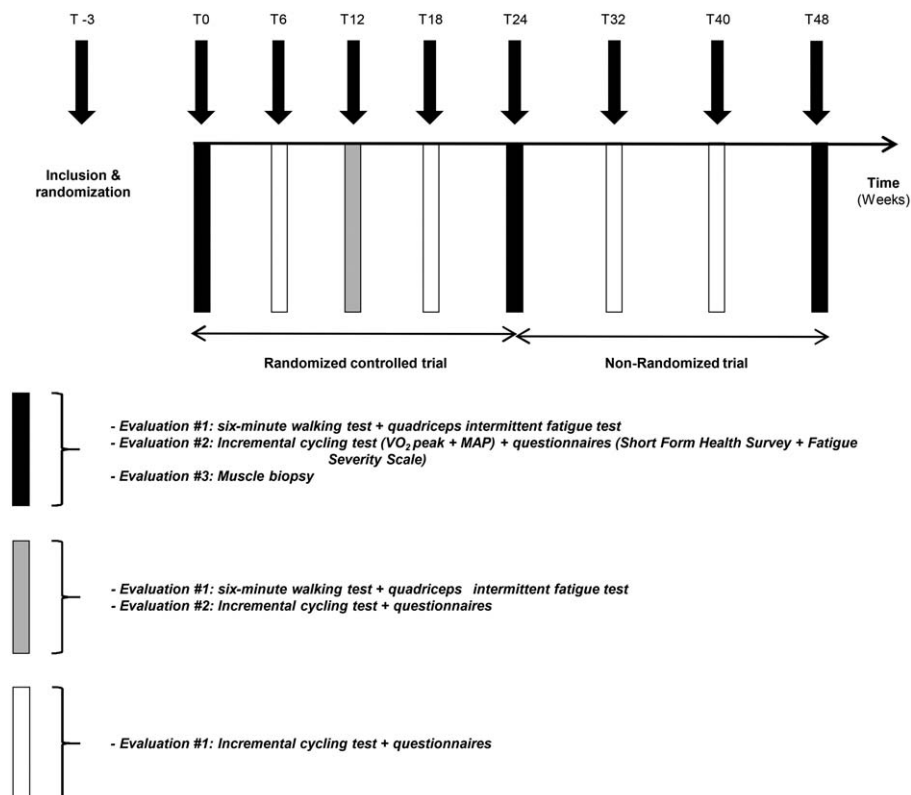 T -3 T0 T6 T12 T18 T24 T32 T40 T48
Inclusion &
randomization
Time
(Weeks)
Randomized controlled trial
Non-Randomized trial
- Evaluation #1: six-minute walking test + quadriceps intermittent fatigue test
- Evaluation #2: Incremental cycling test (VO₂ peak + MAP) + questionnaires (Short Form Health Survey + Fatigue
Severity Scale)
- Evaluation #3: Muscle biopsy
- Evaluation #1: six-minute walking test + quadriceps intermittent fatigue test
- Evaluation #2: Incremental cycling test + questionnaires
- Evaluation #1: Incremental cycling test + questionnaires